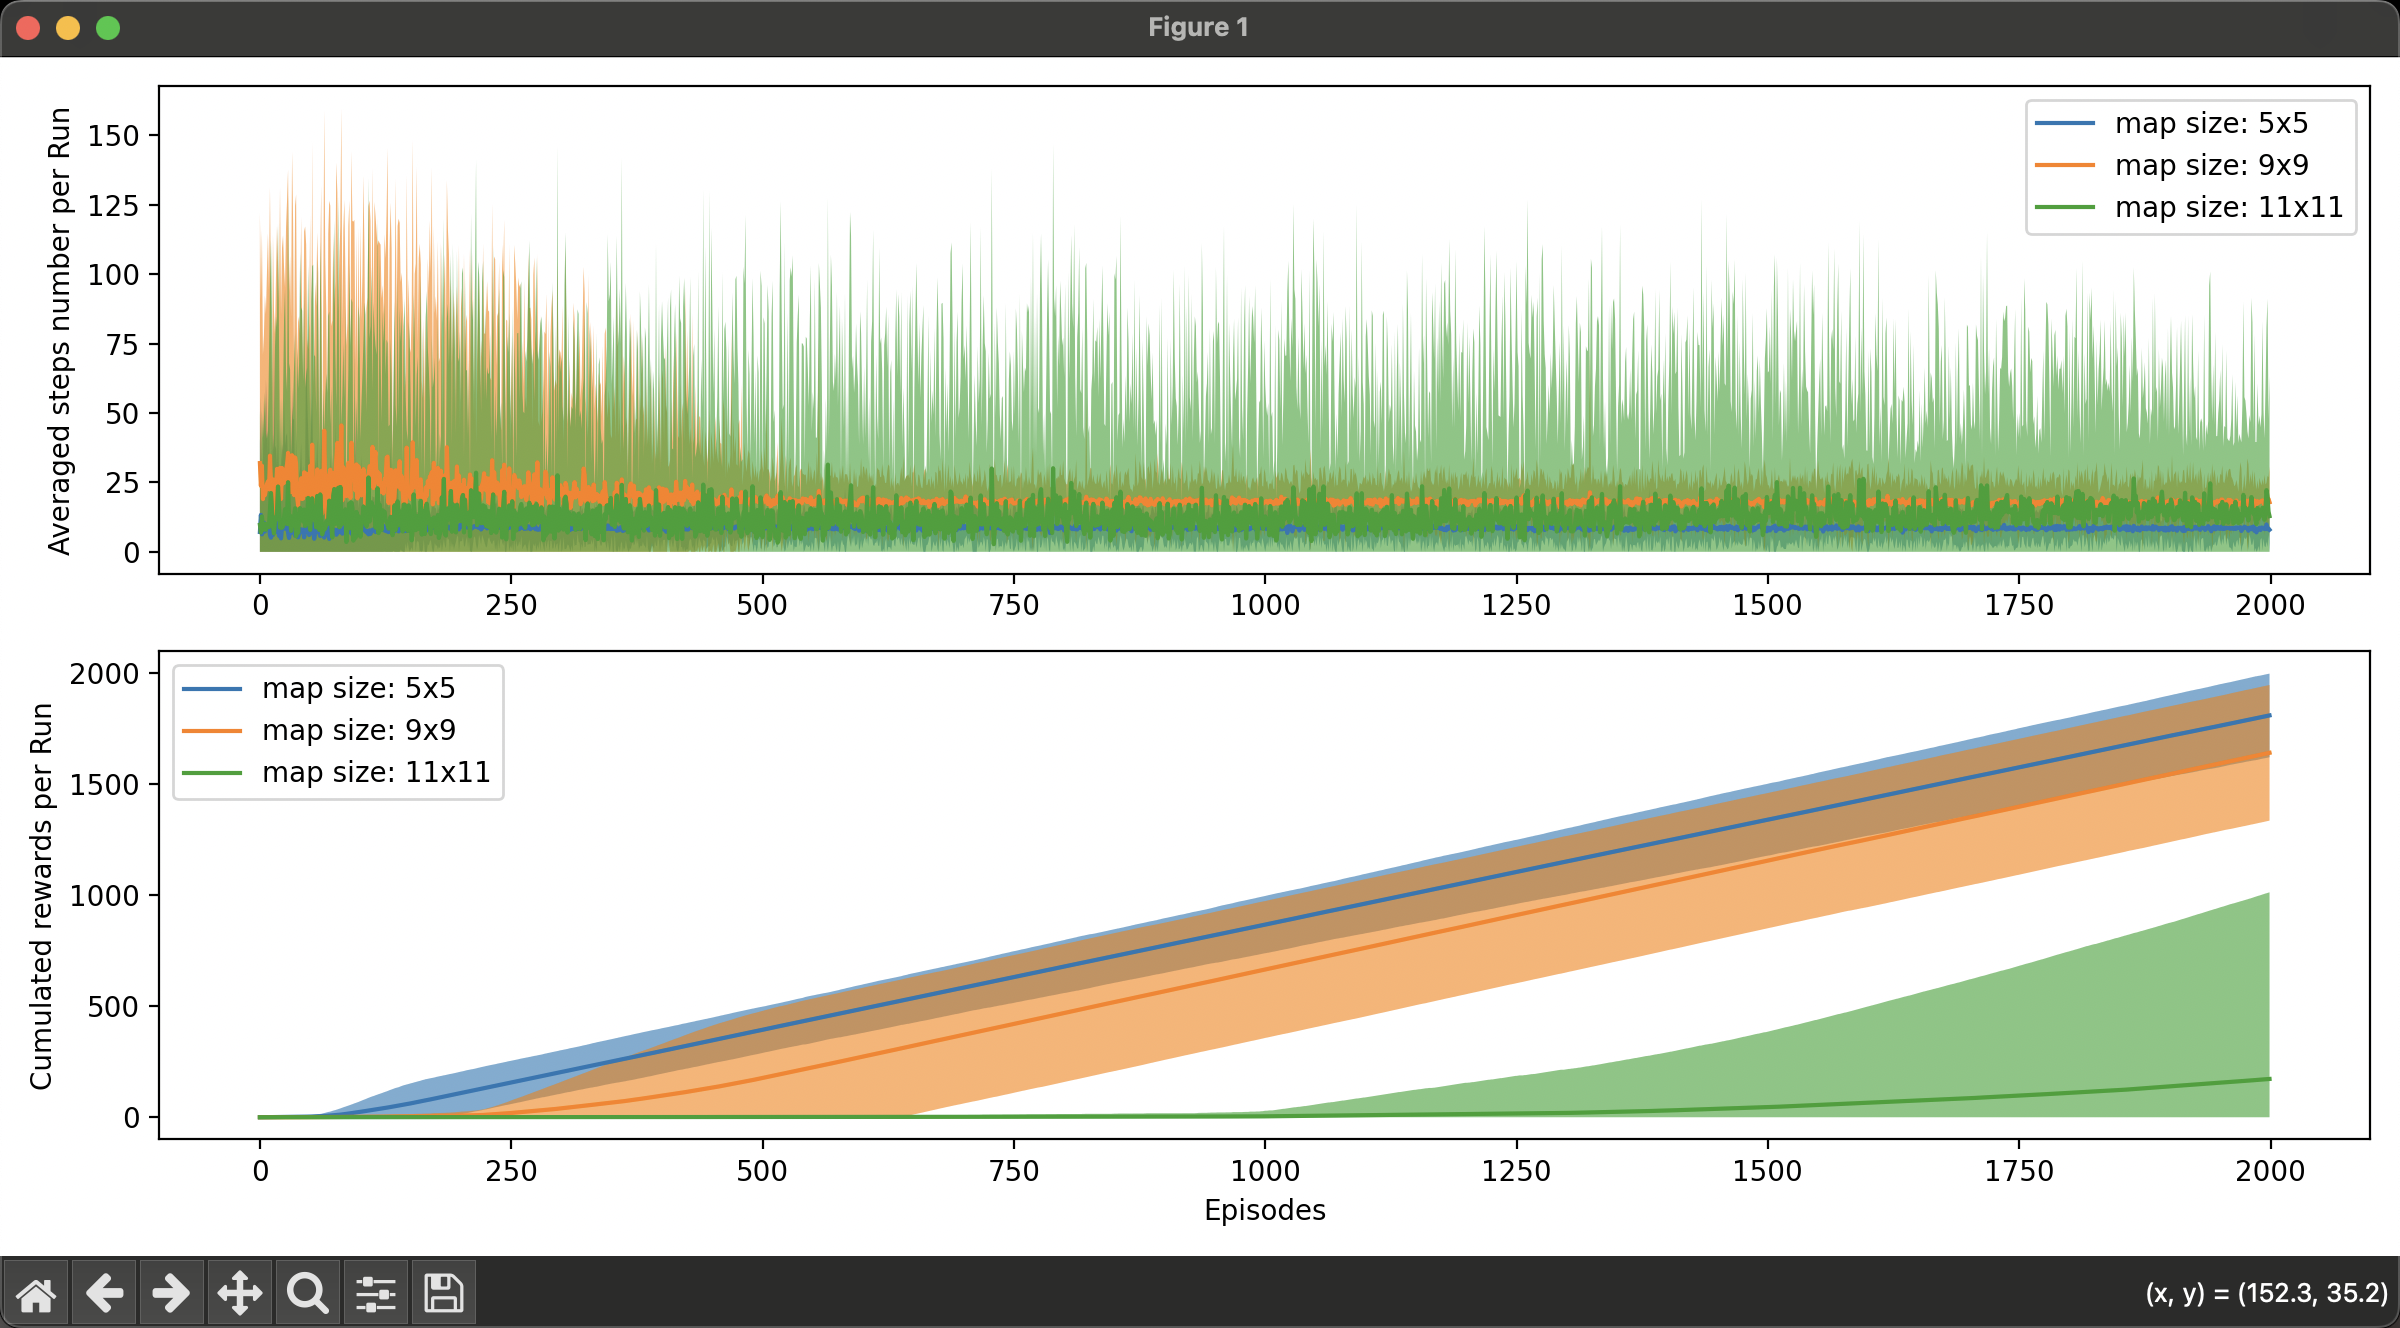 Figure 1
Averaged steps number per Run
150
125
100
75
50
25
0
map size: 5x5
map size: 9x9
map size: 11x11
0 250 500 750 1000 1250 1500 1750 2000
Cumulated rewards per Run
2000
1500
1000
500
0
map size: 5x5
map size: 9x9
map size: 11x11
0 250 500 750 1000 1250 1500 1750 2000
Episodes
(x, y) = (152.3, 35.2)